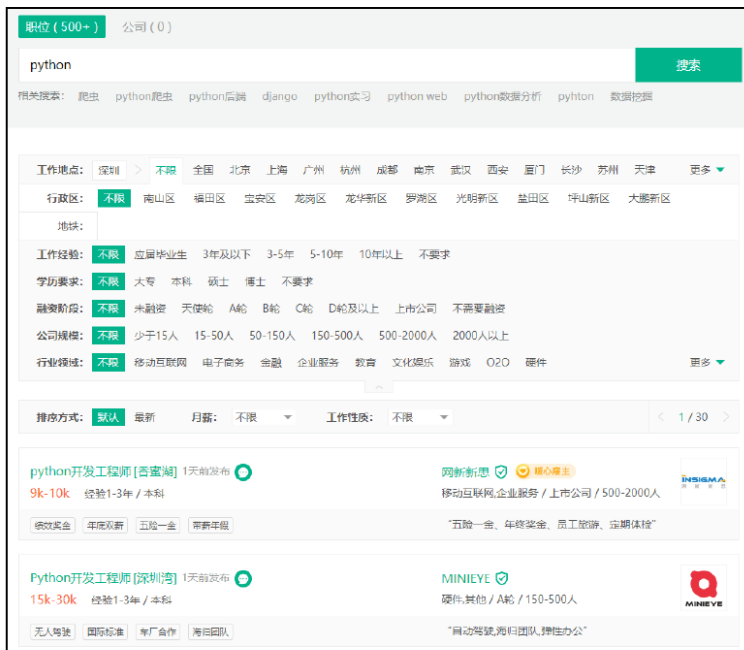 职位 ( 500+ ) 公司 ( 0 )
python 搜索
相关搜索: 爬虫 python爬虫 python后端 django python实习 python web python数据分析 pyhton 数据挖掘
工作地点: 深圳 不限 全国 北京 上海 广州 杭州 成都 南京 武汉 西安 厦门 长沙 苏州 天津 更多
行政区: 不限 南山区 福田区 宝安区 龙岗区 龙华新区 罗湖区 光明新区 盐田区 坪山新区 大鹏新区
地铁:
工作经验: 不限 应届毕业生 3年及以下 3-5年 5-10年 10年以上 不要求
学历要求: 不限 大专 本科 硕士 博士 不要求
融资阶段: 不限 未融资 天使轮 A轮 B轮 C轮 D轮及以上 上市公司 不需要融资
公司规模: 不限 少于15人 15-50人 50-150人 150-500人 500-2000人 2000人以上
行业领域: 不限 移动互联网 电子商务 金融 企业服务 教育 文化娱乐 游戏 O2O 硬件 更多
排序方式: 默认 最新 月薪: 不限 工作性质: 不限 1 / 30
python开发工程师 [香蜜湖] 1天前发布 网新新思 暖心雇主
9k-10k 经验1-3年 / 本科 移动互联网,企业服务 / 上市公司 / 500-2000人 INSIGMA
绩效奖金 年底双薪 五险一金 带薪年假 “五险一金、年终奖金、员工旅游、定期体检”
Python开发工程师 [深圳湾] 1天前发布 MINIEYE
15k-30k 经验1-3年 / 本科 硬件,其他 / A轮 / 150-500人 MINIEYE
无人驾驶 国际标准 车厂合作 海归团队 “自动驾驶,海归团队,弹性办公”